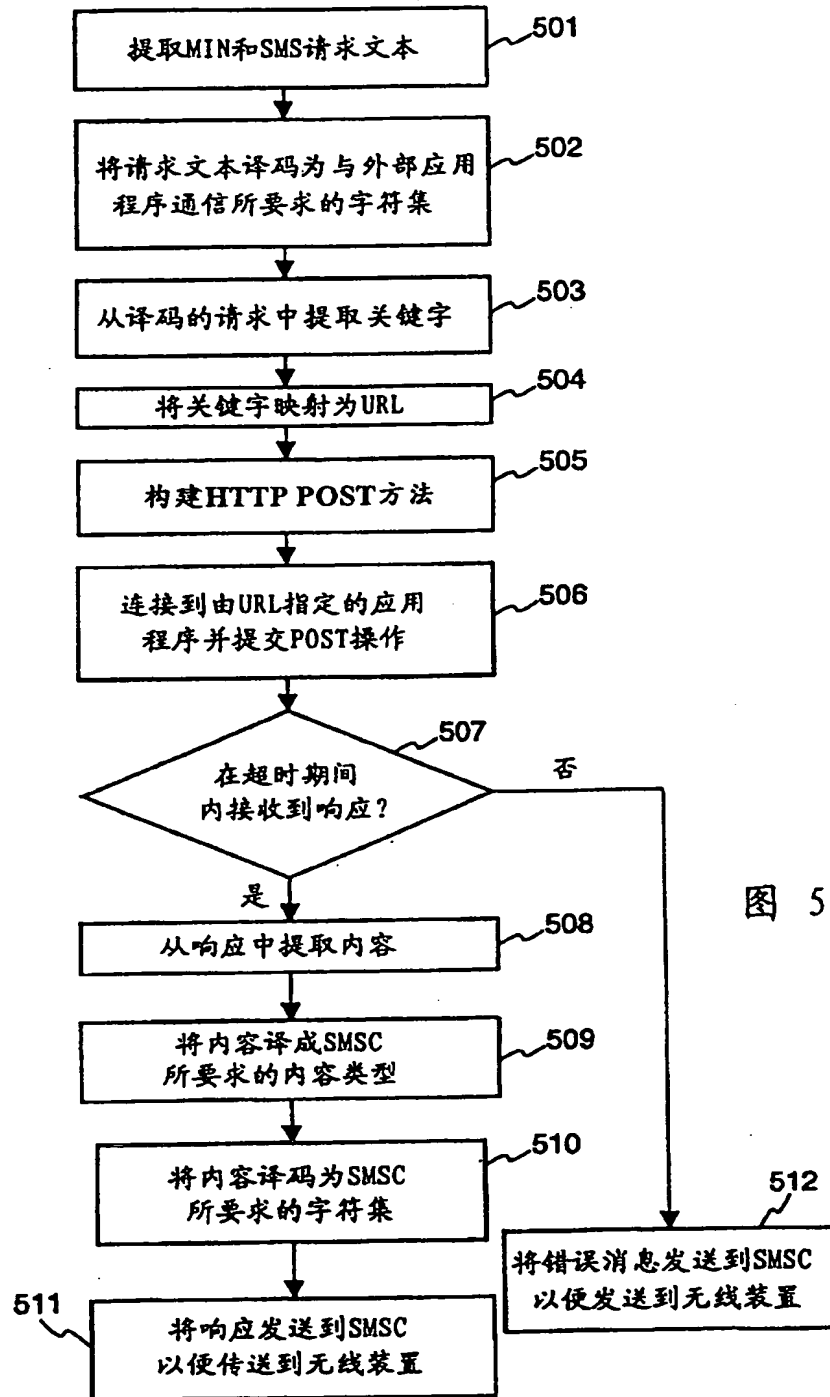 提取MIN和SMS请求文本
501
将请求文本译码为与外部应用
程序通信所要求的字符集
502
从译码的请求中提取关键字
503
将关键字映射为URL
504
构建HTTP POST方法
505
连接到由URL指定的应用
程序并提交POST操作
506
在超时期间
内接收到响应?
507
否
是
从响应中提取内容
508
图 5
将内容译成SMSC
所要求的内容类型
509
将内容译码为SMSC
所要求的字符集
510
将响应发送到SMSC
以便传送到无线装置
511
将错误消息发送到SMSC
以便发送到无线装置
512